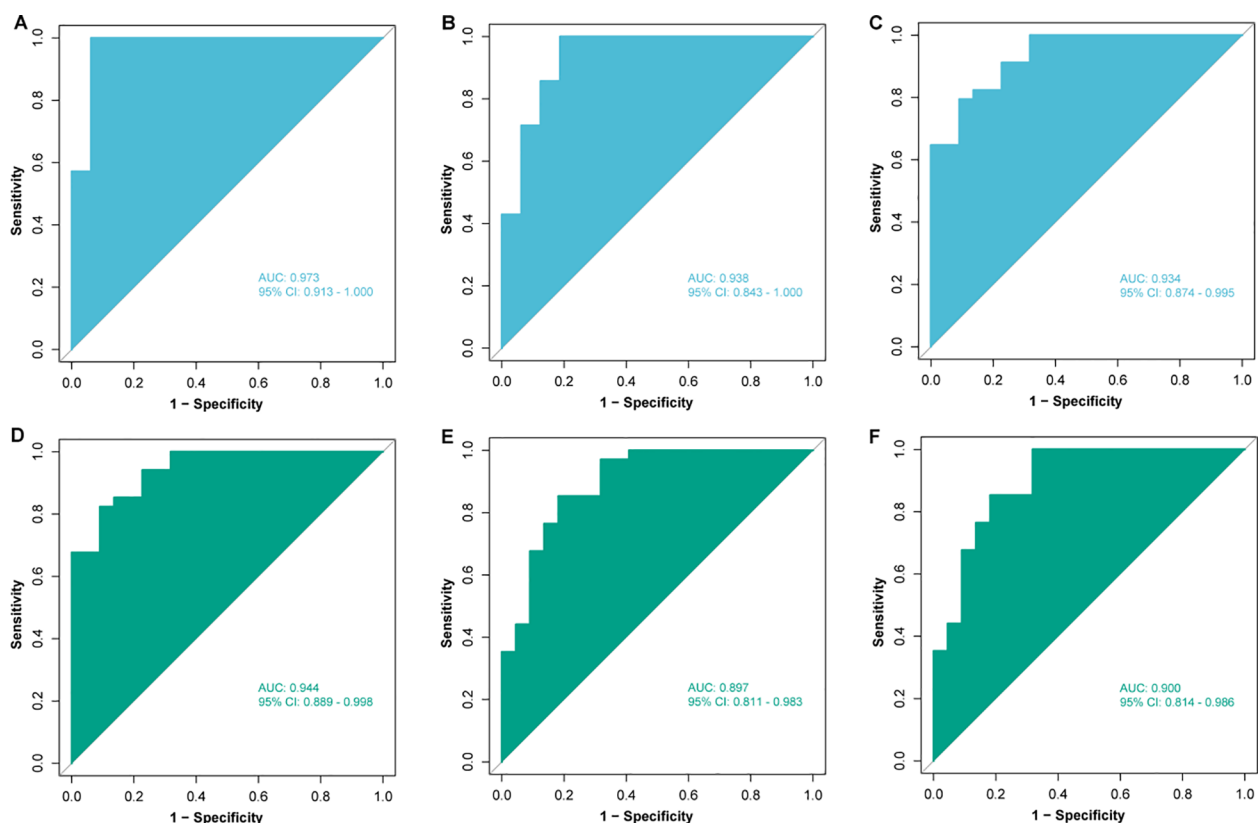 A
Sensitivity
0.0 0.2 0.4 0.6 0.8 1.0
AUC: 0.973
95% CI: 0.913 - 1.000
0.0 0.2 0.4 0.6 0.8 1.0
1 − Specificity
B
Sensitivity
0.0 0.2 0.4 0.6 0.8 1.0
AUC: 0.938
95% CI: 0.843 - 1.000
0.0 0.2 0.4 0.6 0.8 1.0
1 − Specificity
C
Sensitivity
0.0 0.2 0.4 0.6 0.8 1.0
AUC: 0.934
95% CI: 0.874 - 0.995
0.0 0.2 0.4 0.6 0.8 1.0
1 − Specificity
D
Sensitivity
0.0 0.2 0.4 0.6 0.8 1.0
AUC: 0.944
95% CI: 0.889 - 0.998
0.0 0.2 0.4 0.6 0.8 1.0
1 − Specificity
E
Sensitivity
0.0 0.2 0.4 0.6 0.8 1.0
AUC: 0.897
95% CI: 0.811 - 0.983
0.0 0.2 0.4 0.6 0.8 1.0
1 − Specificity
F
Sensitivity
0.0 0.2 0.4 0.6 0.8 1.0
AUC: 0.900
95% CI: 0.814 - 0.986
0.0 0.2 0.4 0.6 0.8 1.0
1 − Specificity